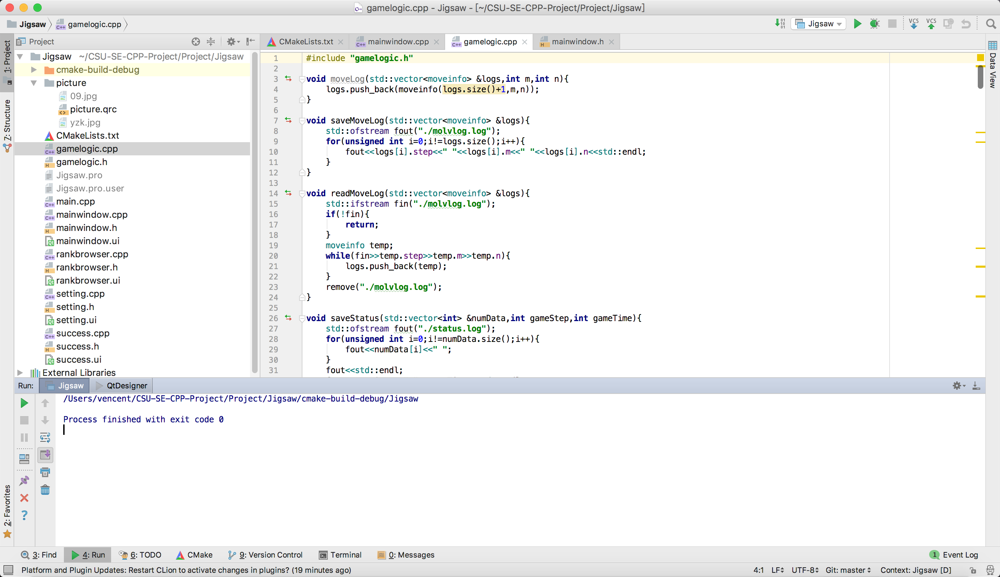 gamelogic.cpp - Jigsaw - [~/CSU-SE-CPP-Project/Project/Jigsaw]
Jigsaw gamelogic.cpp
Jigsaw VCS VCS
1: Project
7: Structure
2: Favorites
Data View
Project
Jigsaw ~/CSU-SE-CPP-Project/Project/Jigsaw
cmake-build-debug
picture
09.jpg
picture.qrc
yzk.jpg
CMakeLists.txt
gamelogic.cpp
gamelogic.h
Jigsaw.pro
Jigsaw.pro.user
main.cpp
mainwindow.cpp
mainwindow.h
mainwindow.ui
rankbrowser.cpp
rankbrowser.h
rankbrowser.ui
setting.cpp
setting.h
setting.ui
success.cpp
success.h
success.ui
External Libraries
CMakeLists.txt mainwindow.cpp gamelogic.cpp mainwindow.h
1 #include "gamelogic.h"
2
3 void moveLog(std::vector<moveinfo> &logs,int m,int n){
4 logs.push_back(moveinfo(logs.size()+1,m,n));
5 }
6
7 void saveMoveLog(std::vector<moveinfo> &logs){
8 std::ofstream fout("./molvlog.log");
9 for(unsigned int i=0;i!=logs.size();i++){
10 fout<<logs[i].step<<" "<<logs[i].m<<" "<<logs[i].n<<std::endl;
11 }
12 }
13
14 void readMoveLog(std::vector<moveinfo> &logs){
15 std::ifstream fin("./molvlog.log");
16 if(!fin){
17 return;
18 }
19 moveinfo temp;
20 while(fin>>temp.step>>temp.m>>temp.n){
21 logs.push_back(temp);
22 }
23 remove("./molvlog.log");
24 }
25
26 void saveStatus(std::vector<int> &numData,int gameStep,int gameTime){
27 std::ofstream fout("./status.log");
28 for(unsigned int i=0;i!=numData.size();i++){
29 fout<<numData[i]<<" ";
30 }
31 fout<<std::endl;
Run: Jigsaw QtDesigner
/Users/vencent/CSU-SE-CPP-Project/Project/Jigsaw/cmake-build-debug/Jigsaw
Process finished with exit code 0
3: Find 4: Run 6: TODO CMake 9: Version Control Terminal 0: Messages 1 Event Log
Platform and Plugin Updates: Restart CLion to activate changes in plugins? (19 minutes ago) 4:1 LF UTF-8 Git: master Context: Jigsaw [D]